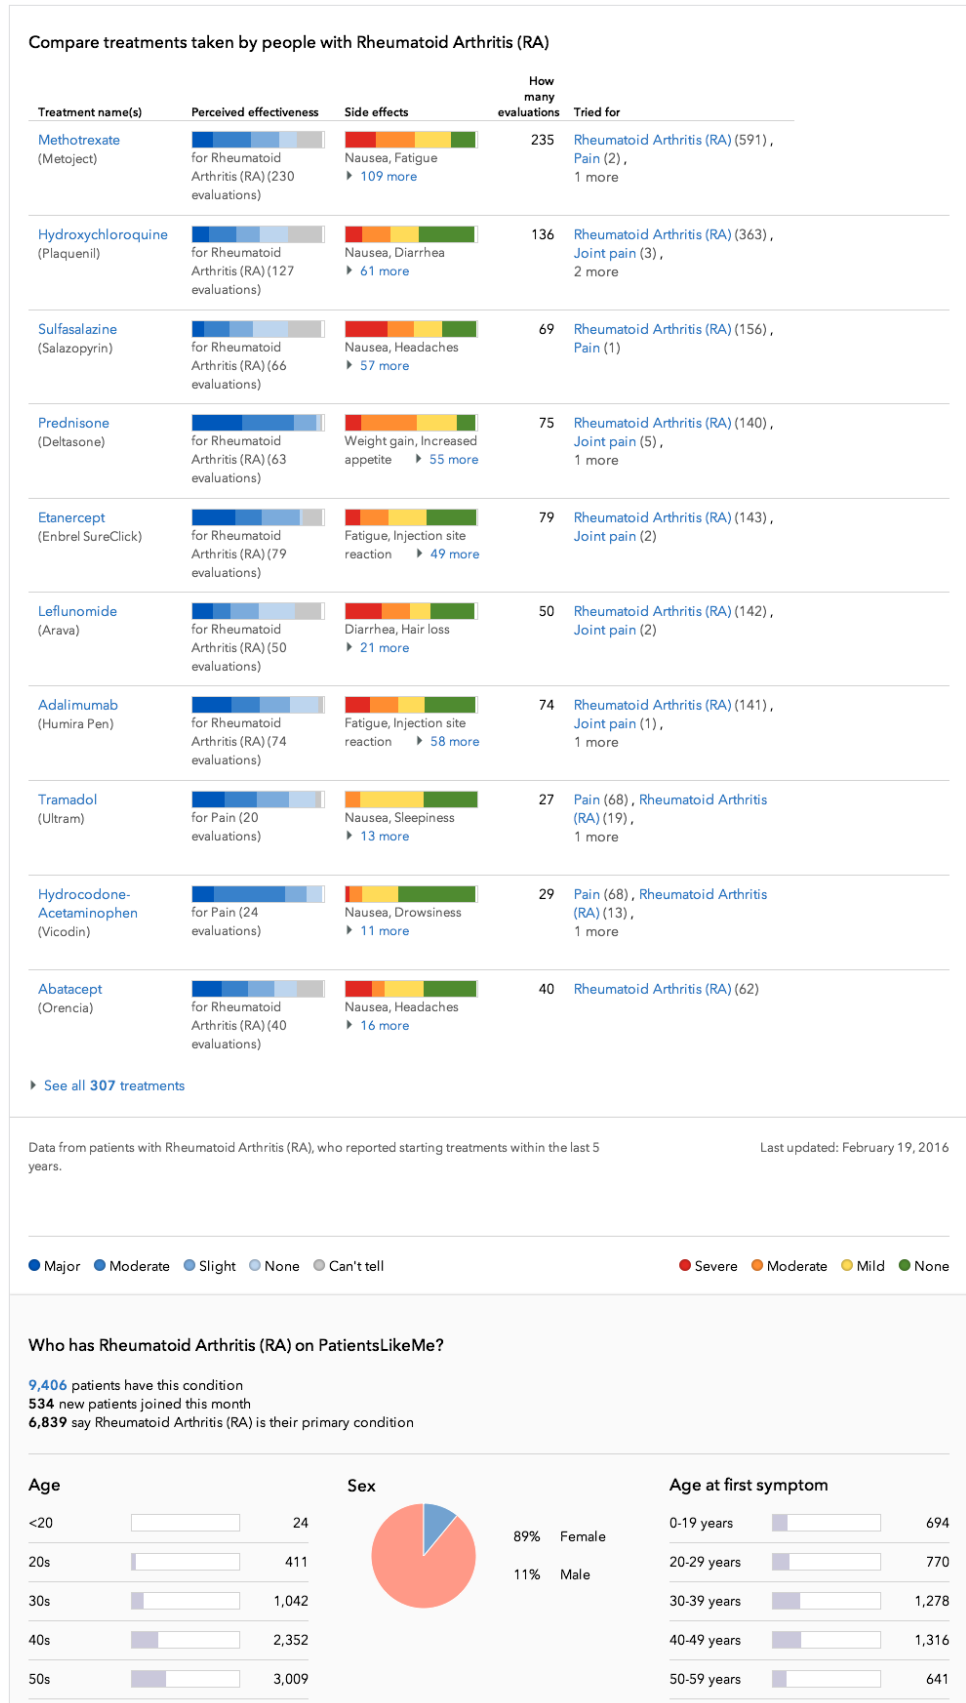 Compare treatments taken by people with Rheumatoid Arthritis (RA)
How
many
Treatment name(s) Perceived effectiveness Side effects evaluations Tried for
Methotrexate 235 Rheumatoid Arthritis (RA) (591) ,
(Metoject) for Rheumatoid Nausea, Fatigue Pain (2) ,
Arthritis (RA) (230 109 more 1 more
evaluations)
Hydroxychloroquine 136 Rheumatoid Arthritis (RA) (363) ,
(Plaquenil) for Rheumatoid Nausea, Diarrhea Joint pain (3) ,
Arthritis (RA) (127 61 more 2 more
evaluations)
Sulfasalazine 69 Rheumatoid Arthritis (RA) (156) ,
(Salazopyrin) for Rheumatoid Nausea, Headaches Pain (1)
Arthritis (RA) (66 57 more
evaluations)
Prednisone 75 Rheumatoid Arthritis (RA) (140) ,
(Deltasone) for Rheumatoid Weight gain, Increased Joint pain (5) ,
Arthritis (RA) (63 appetite 55 more 1 more
evaluations)
Etanercept 79 Rheumatoid Arthritis (RA) (143) ,
(Enbrel SureClick) for Rheumatoid Fatigue, Injection site Joint pain (2)
Arthritis (RA) (79 reaction 49 more
evaluations)
Leflunomide 50 Rheumatoid Arthritis (RA) (142) ,
(Arava) for Rheumatoid Diarrhea, Hair loss Joint pain (2)
Arthritis (RA) (50 21 more
evaluations)
Adalimumab 74 Rheumatoid Arthritis (RA) (141) ,
(Humira Pen) for Rheumatoid Fatigue, Injection site Joint pain (1) ,
Arthritis (RA) (74 reaction 58 more 1 more
evaluations)
Tramadol 27 Pain (68) , Rheumatoid Arthritis
(Ultram) for Pain (20 Nausea, Sleepiness (RA) (19) ,
evaluations) 13 more 1 more
Hydrocodone- 29 Pain (68) , Rheumatoid Arthritis
Acetaminophen for Pain (24 Nausea, Drowsiness (RA) (13) ,
(Vicodin) evaluations) 11 more 1 more
Abatacept 40 Rheumatoid Arthritis (RA) (62)
(Orencia) for Rheumatoid Nausea, Headaches
Arthritis (RA) (40 16 more
evaluations)
See all 307 treatments
Data from patients with Rheumatoid Arthritis (RA), who reported starting treatments within the last 5 Last updated: February 19, 2016
years.
Major Moderate Slight None Can't tell Severe Moderate Mild None
Who has Rheumatoid Arthritis (RA) on PatientsLikeMe?
9,406 patients have this condition
534 new patients joined this month
6,839 say Rheumatoid Arthritis (RA) is their primary condition
Age Sex Age at first symptom
<20 24 89% Female 0-19 years 694
20s 411 11% Male 20-29 years 770
30s 1,042 30-39 years 1,278
40s 2,352 40-49 years 1,316
50s 3,009 50-59 years 641